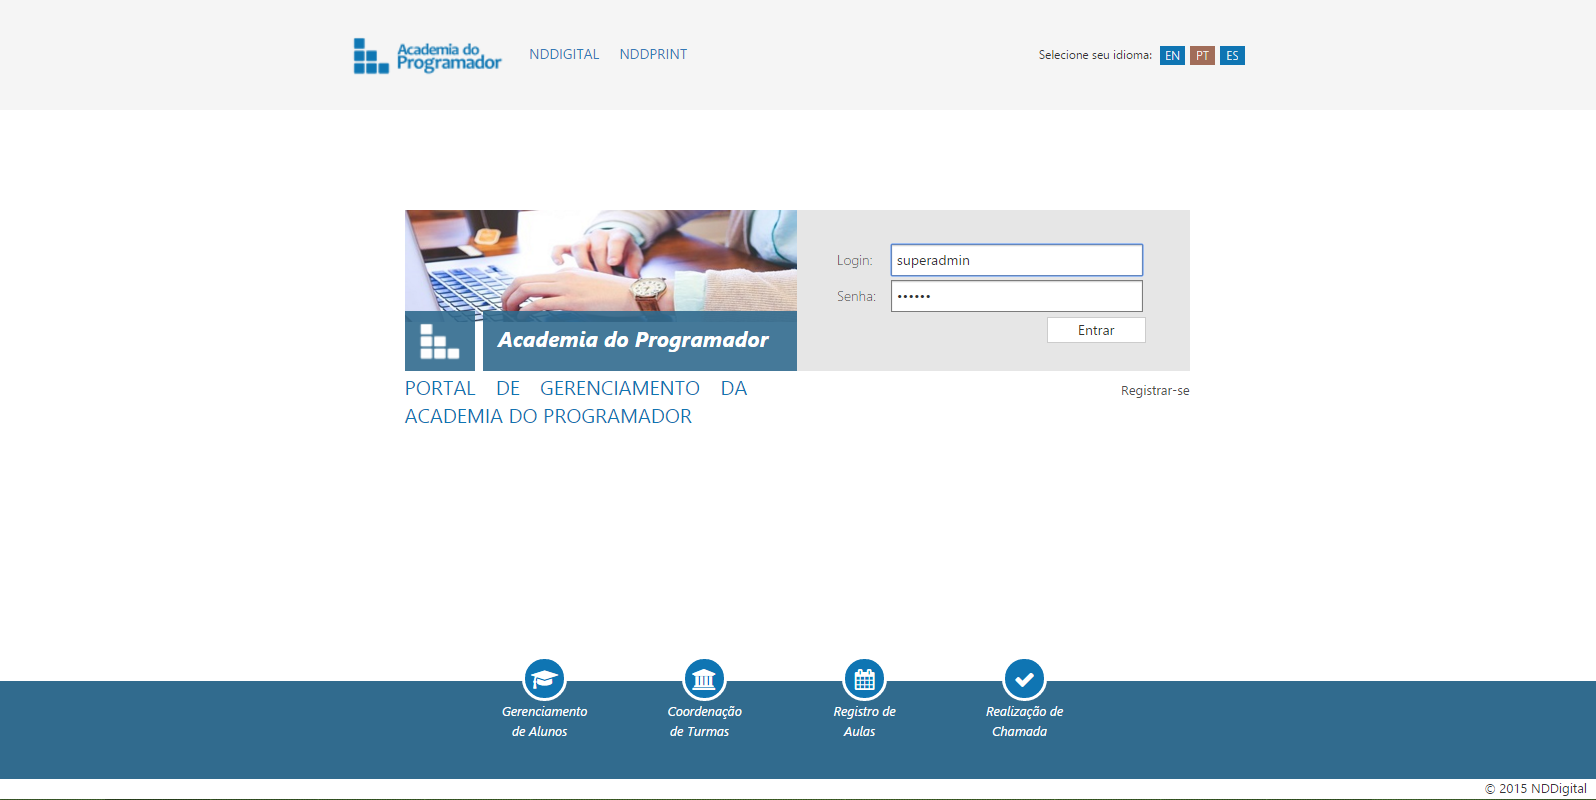 Academia do
Programador
NDDIGITAL NDDPRINT
Selecione seu idioma: EN PT ES
Login: superadmin
Senha: ••••••
Entrar
Academia do Programador
PORTAL DE GERENCIAMENTO DA
ACADEMIA DO PROGRAMADOR
Registrar-se
Gerenciamento
de Alunos
Coordenação
de Turmas
Registro de
Aulas
Realização de
Chamada
© 2015 NDDigital